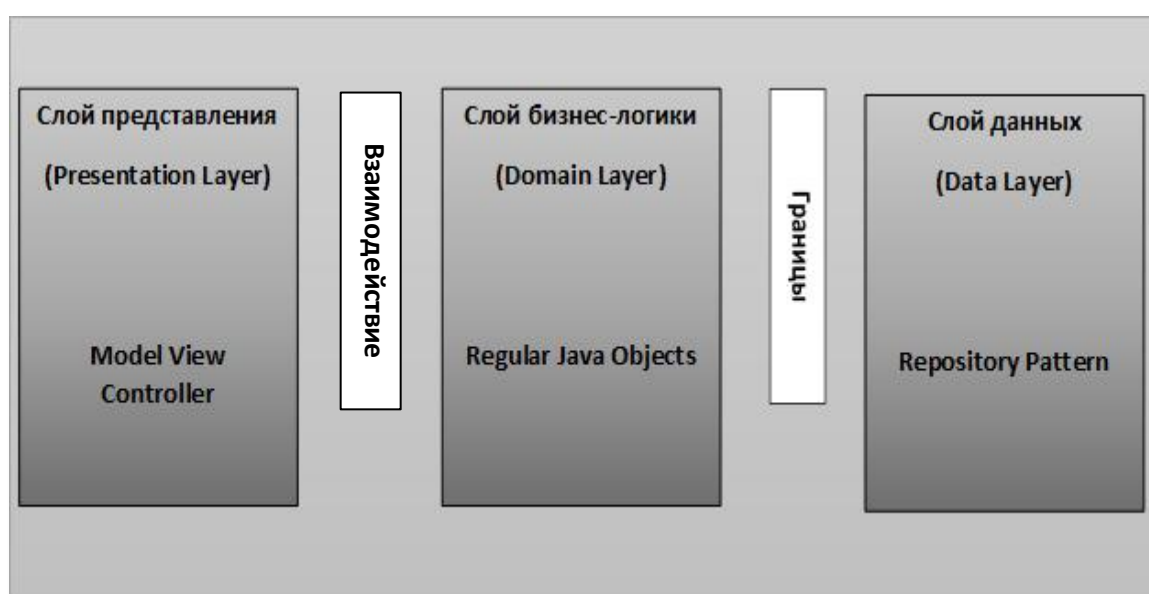 Слой представления
(Presentation Layer)
Model View
Controller
Взаимодействие
Слой бизнес-логики
(Domain Layer)
Regular Java Objects
Границы
Слой данных
(Data Layer)
Repository Pattern